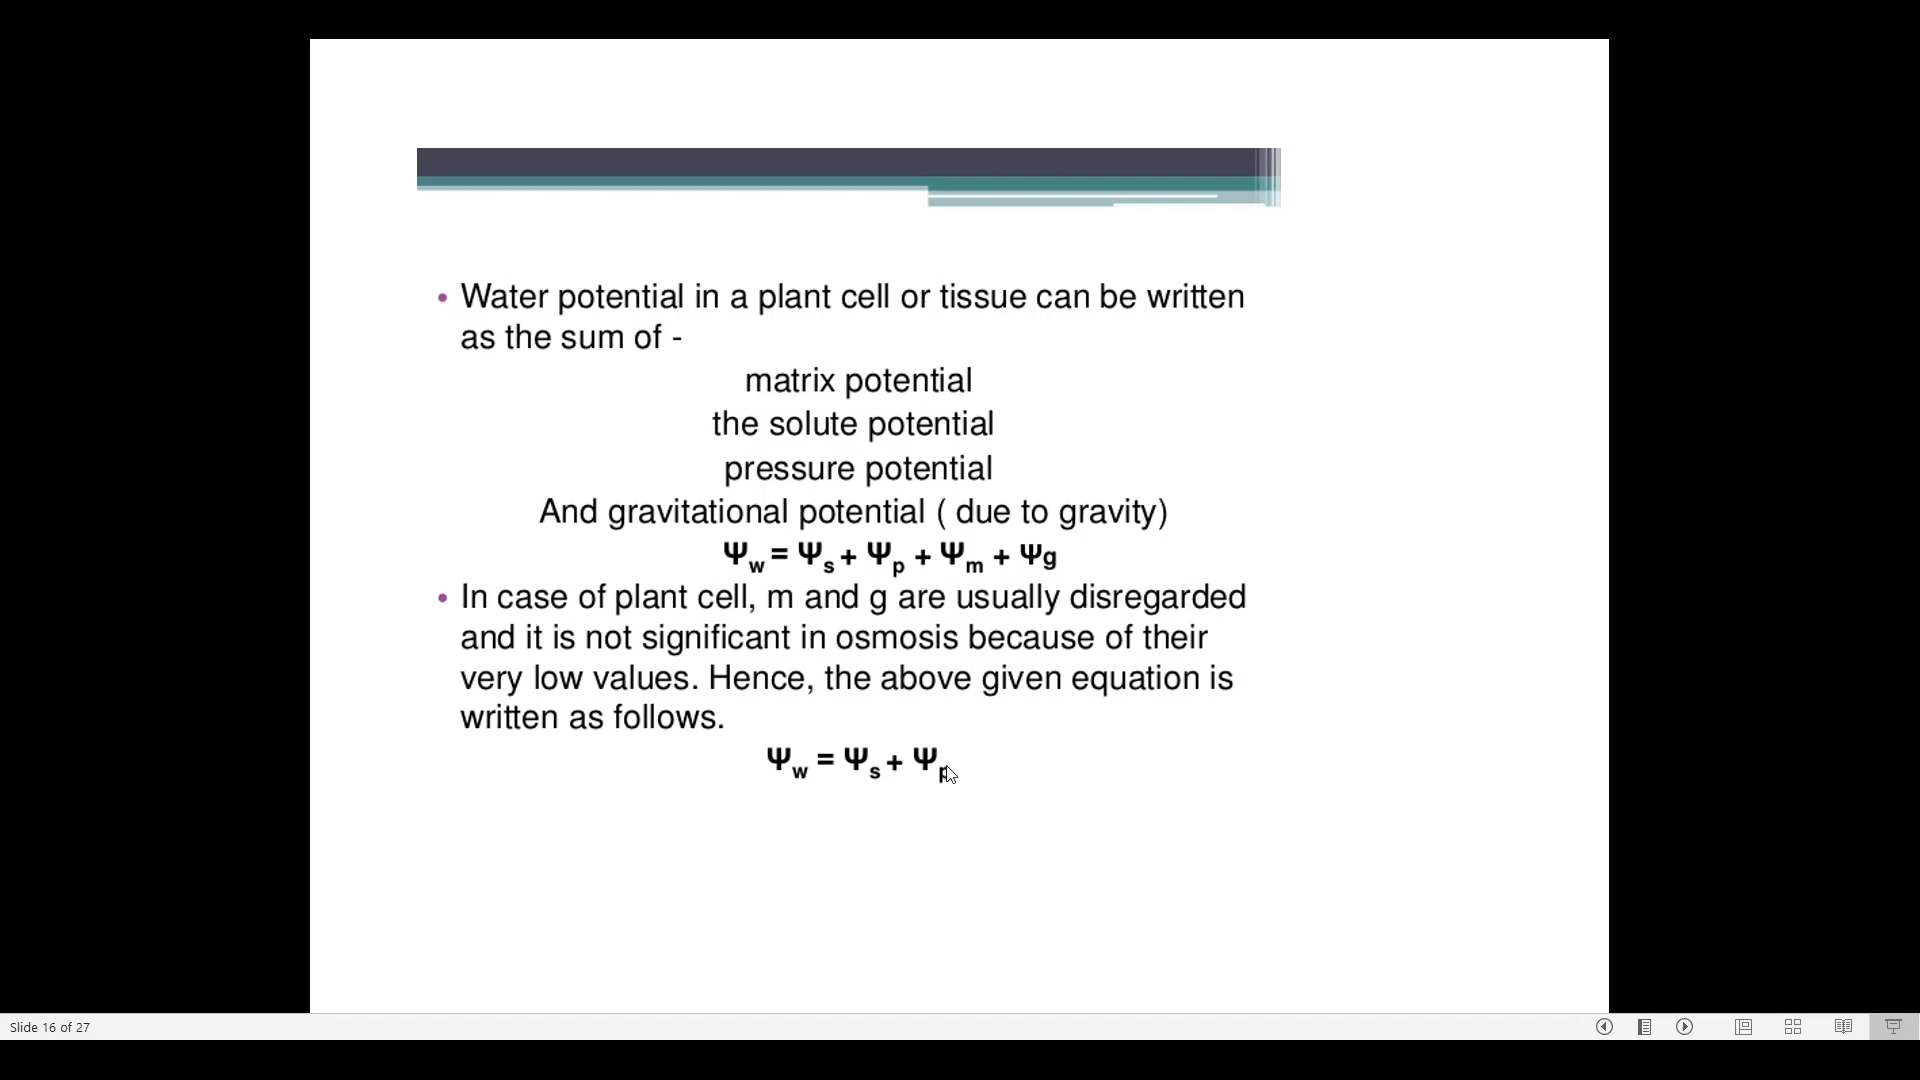 • Water potential in a plant cell or tissue can be written
as the sum of -
matrix potential
the solute potential
pressure potential
And gravitational potential ( due to gravity)
Ψw = Ψs + Ψp + Ψm + Ψg
• In case of plant cell, m and g are usually disregarded
and it is not significant in osmosis because of their
very low values. Hence, the above given equation is
written as follows.
Ψw = Ψs + Ψp
Slide 16 of 27